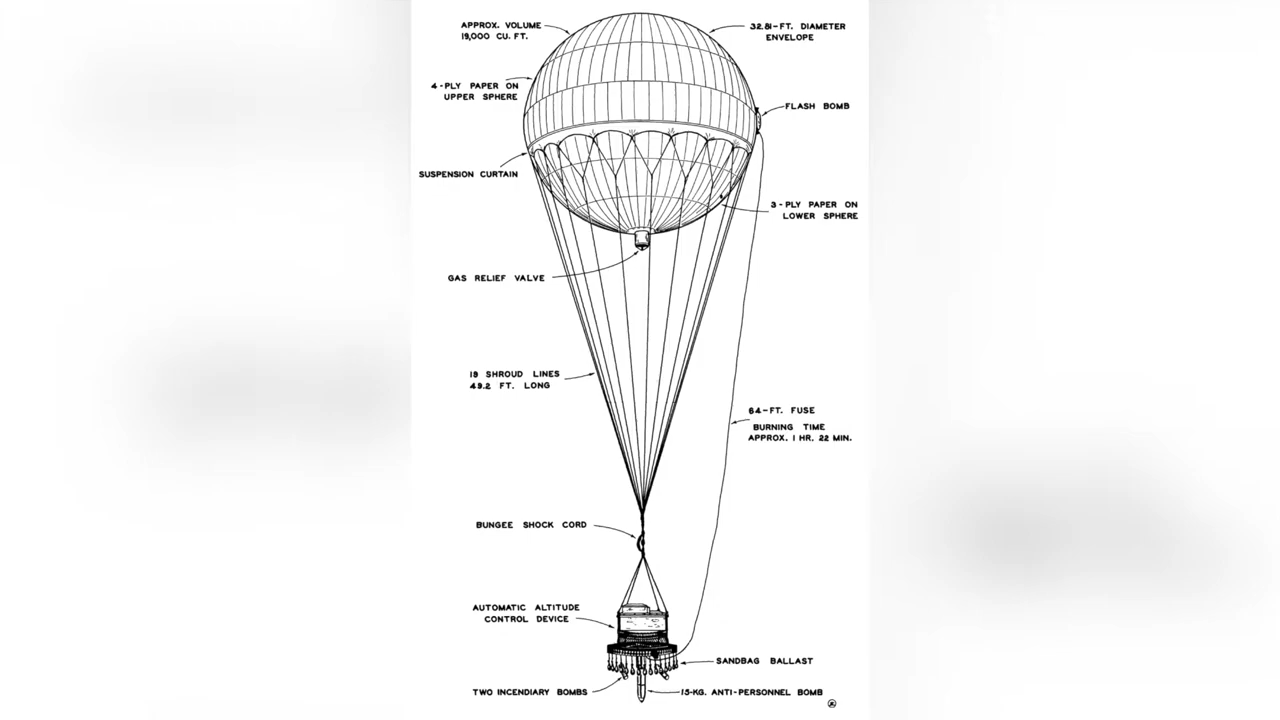 APPROX. VOLUME
19,000 CU. FT.
32.81-FT. DIAMETER
ENVELOPE
4-PLY PAPER ON
UPPER SPHERE
FLASH BOMB
SUSPENSION CURTAIN
3-PLY PAPER ON
LOWER SPHERE
GAS RELIEF VALVE
19 SHROUD LINES
49.2 FT. LONG
64-FT. FUSE
BURNING TIME
APPROX. 1 HR. 22 MIN.
BUNGEE SHOCK CORD
AUTOMATIC ALTITUDE
CONTROL DEVICE
SANDBAG BALLAST
TWO INCENDIARY BOMBS
15-KG. ANTI-PERSONNEL BOMB